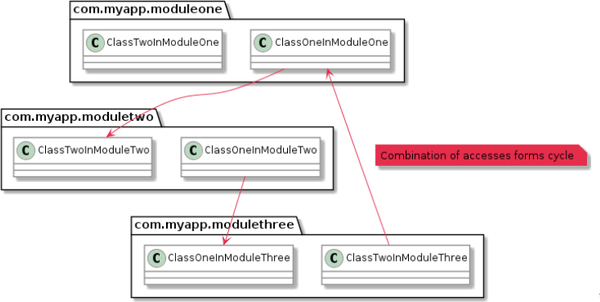 com.myapp.moduleone
C ClassTwoInModuleOne
C ClassOneInModuleOne
com.myapp.moduletwo
C ClassTwoInModuleTwo
C ClassOneInModuleTwo
Combination of accesses forms cycle
com.myapp.modulethree
C ClassOneInModuleThree
C ClassTwoInModuleThree